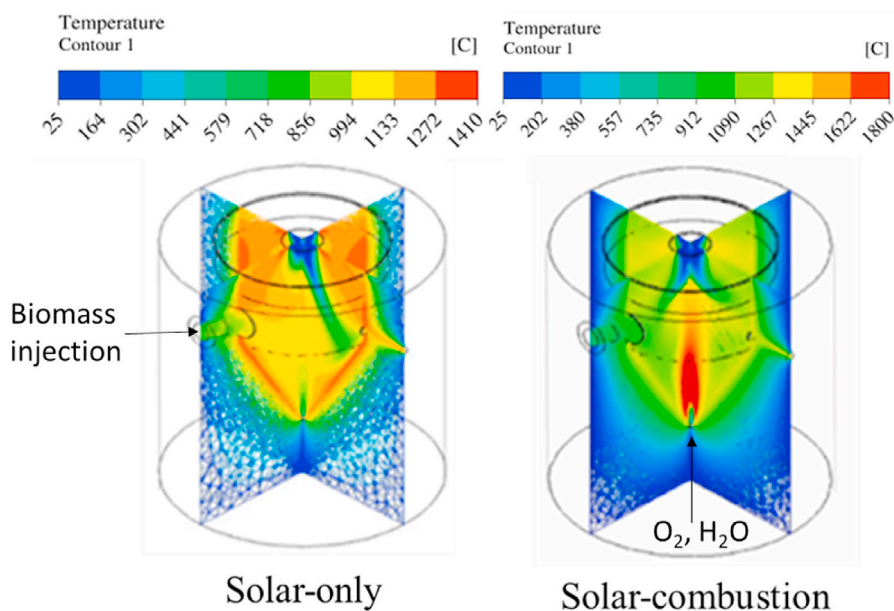 Temperature
Contour 1
[C]
25 164 302 441 579 718 856 994 1133 1272 1410
Temperature
Contour 1
[C]
25 202 380 557 735 912 1090 1267 1445 1622 1800
Biomass
injection
O₂, H₂O
Solar-only
Solar-combustion